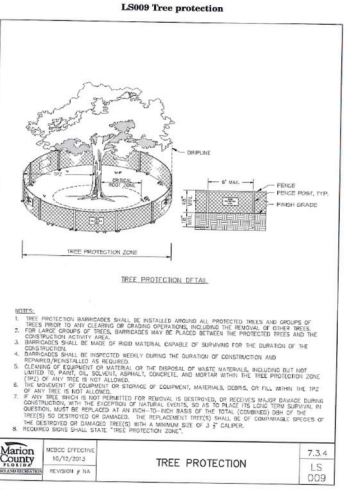 LS009 Tree protection
DRIPLINE
CRITICAL
ROOT ZONE
TREE PROTECTION ZONE
6' MAX.
FENCE
FENCE POST, TYP.
FINISH GRADE
TREE PROTECTION DETAIL
NOTES:
1. TREE PROTECTION BARRICADES SHALL BE INSTALLED AROUND ALL PROTECTED TREES AND GROUPS OF
TREES PRIOR TO ANY CLEARING OR GRADING OPERATIONS, INCLUDING THE REMOVAL OF OTHER TREES.
2. FOR LARGE GROUPS OF TREES, BARRICADES MAY BE PLACED BETWEEN THE PROTECTED TREES AND THE
CONSTRUCTION ACTIVITY AREA.
3. BARRICADES SHALL BE MADE OF RIGID MATERIAL CAPABLE OF SURVIVING FOR THE DURATION OF THE
CONSTRUCTION.
4. BARRICADES SHALL BE INSPECTED WEEKLY DURING THE DURATION OF CONSTRUCTION AND
REPAIRED/REINSTALLED AS REQUIRED.
5. CLEANING OF EQUIPMENT OR MATERIAL OR THE DISPOSAL OF WASTE MATERIALS, INCLUDING BUT NOT
LIMITED TO, PAINT, OIL, SOLVENT, ASPHALT, CONCRETE, AND MORTAR WITHIN THE TREE PROTECTION ZONE
(TPZ) OF ANY TREE IS NOT ALLOWED.
6. THE MOVEMENT OF EQUIPMENT OR STORAGE OF EQUIPMENT, MATERIALS, DEBRIS, OR FILL WITHIN THE TPZ
OF ANY TREE IS NOT ALLOWED.
7. IF ANY TREE WHICH IS NOT PERMITTED FOR REMOVAL IS DESTROYED, OR RECEIVES MAJOR DAMAGE DURING
CONSTRUCTION, WITH THE EXCEPTION OF NATURAL EVENTS, SO AS TO PLACE ITS LONG TERM SURVIVAL IN
QUESTION, MUST BE REPLACED AT AN INCH-TO-INCH BASIS OF THE TOTAL (COMBINED) DBH OF THE
TREE(S) SO DESTROYED OR DAMAGED. THE REPLACEMENT TREE(S) SHALL BE OF COMPARABLE SPECIES OF
THE DESTROYED OR DAMAGED TREE(S) WITH A MINIMUM SIZE OF 3 ½" CALIPER.
8. REQUIRED SIGNS SHALL STATE "TREE PROTECTION ZONE".
Marion
County
FLORIDA
MCBCC EFFECTIVE
10/12/2013
REVISION # NA
TREE PROTECTION
7.3.4
LS
009